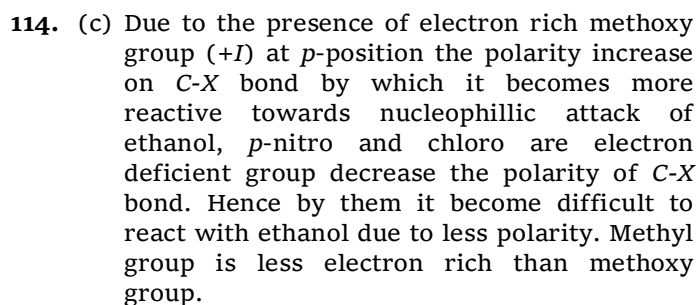 114. (c) Due to the presence of electron rich methoxy
group (+I) at p-position the polarity increase
on C-X bond by which it becomes more
reactive towards nucleophillic attack of
ethanol, p-nitro and chloro are electron
deficient group decrease the polarity of C-X
bond. Hence by them it become difficult to
react with ethanol due to less polarity. Methyl
group is less electron rich than methoxy
group.